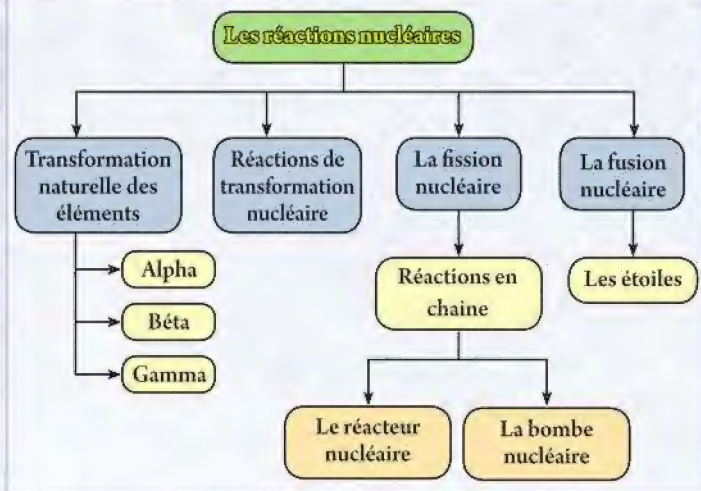 Les réactions nucléaires
Transformation
naturelle des
éléments
Réactions de
transformation
nucléaire
La fission
nucléaire
La fusion
nucléaire
Alpha
Béta
Gamma
Réactions en
chaine
Les étoiles
Le réacteur
nucléaire
La bombe
nucléaire